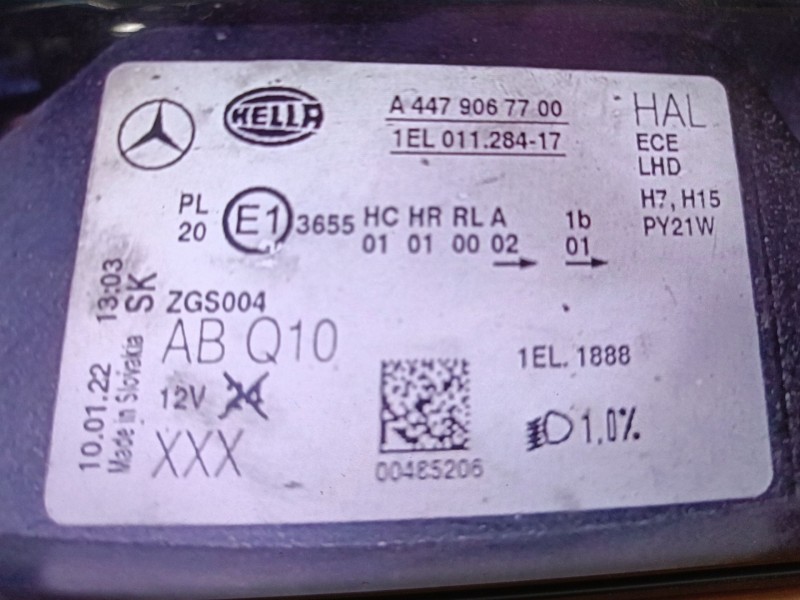 HELLA
A 447 906 77 00
1EL 011.284-17
HAL
ECE
LHD
H7, H15
PY21W
PL
20
E1 3655
HC HR RL A
01 01 00 02
1b
01
13:03
SK
10.01.22
Made in Slovakia
ZGS004
AB Q10
12V
XXX
00485206
1EL. 1888
1.0%